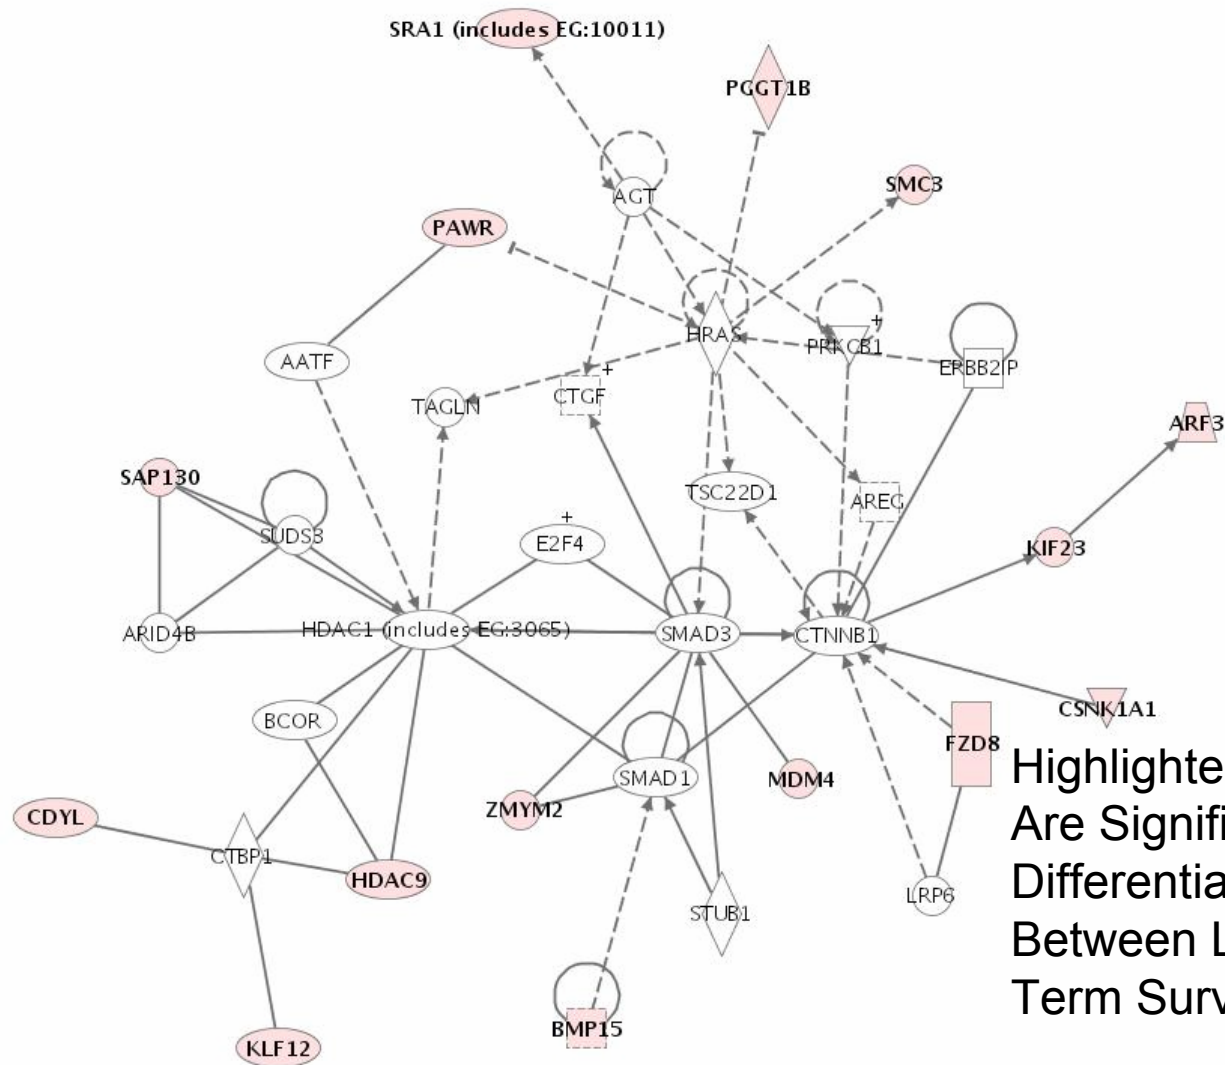 SRA1 (includes EG:10011)
PGGT1B
SMC3
AGT
PAWR
HRAS
PRKCB1
+
ERBB2IP
AATF
CTGF
+
TAGLN
ARF3
SAP130
TSC22D1
AREG
SUDS3
+
E2F4
KIF23
ARID4B
HDAC1 (includes EG:3065)
SMAD3
CTNNB1
CSNK1A1
BCOR
FZD8
SMAD1
MDM4
ZMYM2
CDYL
CTBP1
HDAC9
LRP6
STUB1
BMP15
KLF12
Highlighte
Are Signifi
Differentia
Between L
Term Surv